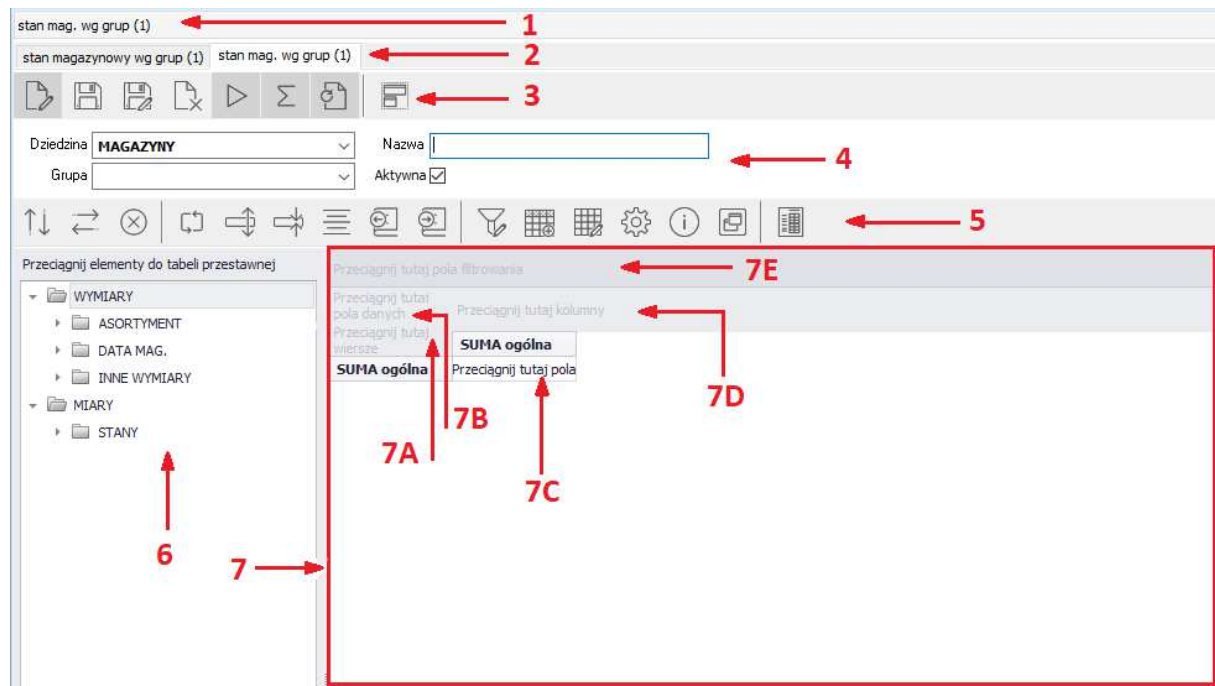 stan mag. wg grup (1) 1
stan magazynowy wg grup (1) stan mag. wg grup (1) 2
3
Dziedzina MAGAZYNY Nazwa
4
Grupa Aktywna
5
Przeciągnij elementy do tabeli przestawnej
WYMIARY
ASORTYMENT
DATA MAG.
INNE WYMIARY
MIARY
STANY
6
7
Przeciągnij tutaj pola filtrowania 7E
Przeciągnij tutaj
pola danych
Przeciągnij tutaj kolumny
Przeciągnij tutaj
wiersze
SUMA ogólna
SUMA ogólna Przeciągnij tutaj pola
7D
7B
7A
7C